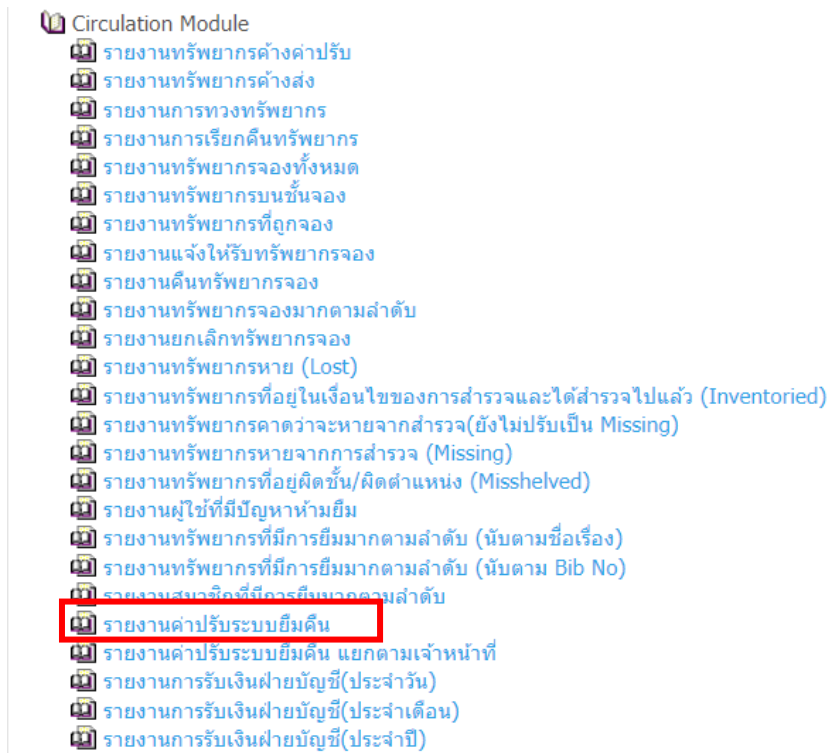 Circulation Module
รายงานทรัพยากรค้างค่าปรับ
รายงานทรัพยากรค้างส่ง
รายงานการทวงทรัพยากร
รายงานการเรียกคืนทรัพยากร
รายงานทรัพยากรจองทั้งหมด
รายงานทรัพยากรบนชั้นจอง
รายงานทรัพยากรที่ถูกจอง
รายงานแจ้งให้รับทรัพยากรจอง
รายงานคืนทรัพยากรจอง
รายงานทรัพยากรจองมากตามลำดับ
รายงานยกเลิกทรัพยากรจอง
รายงานทรัพยากรหาย (Lost)
รายงานทรัพยากรที่อยู่ในเงื่อนไขของการสำรวจและได้สำรวจไปแล้ว (Inventoried)
รายงานทรัพยากรคาดว่าจะหายจากสำรวจ(ยังไม่ปรับเป็น Missing)
รายงานทรัพยากรหายจากการสำรวจ (Missing)
รายงานทรัพยากรที่อยู่ผิดชั้น/ผิดตำแหน่ง (Misshelved)
รายงานผู้ใช้ที่มีปัญหาห้ามยืม
รายงานทรัพยากรที่มีการยืมมากตามลำดับ (นับตามชื่อเรื่อง)
รายงานทรัพยากรที่มีการยืมมากตามลำดับ (นับตาม Bib No)
รายงานสมาชิกที่มีการยืมมากตามลำดับ
รายงานค่าปรับระบบยืมคืน
รายงานค่าปรับระบบยืมคืน แยกตามเจ้าหน้าที่
รายงานการรับเงินฝ่ายบัญชี(ประจำวัน)
รายงานการรับเงินฝ่ายบัญชี(ประจำเดือน)
รายงานการรับเงินฝ่ายบัญชี(ประจำปี)